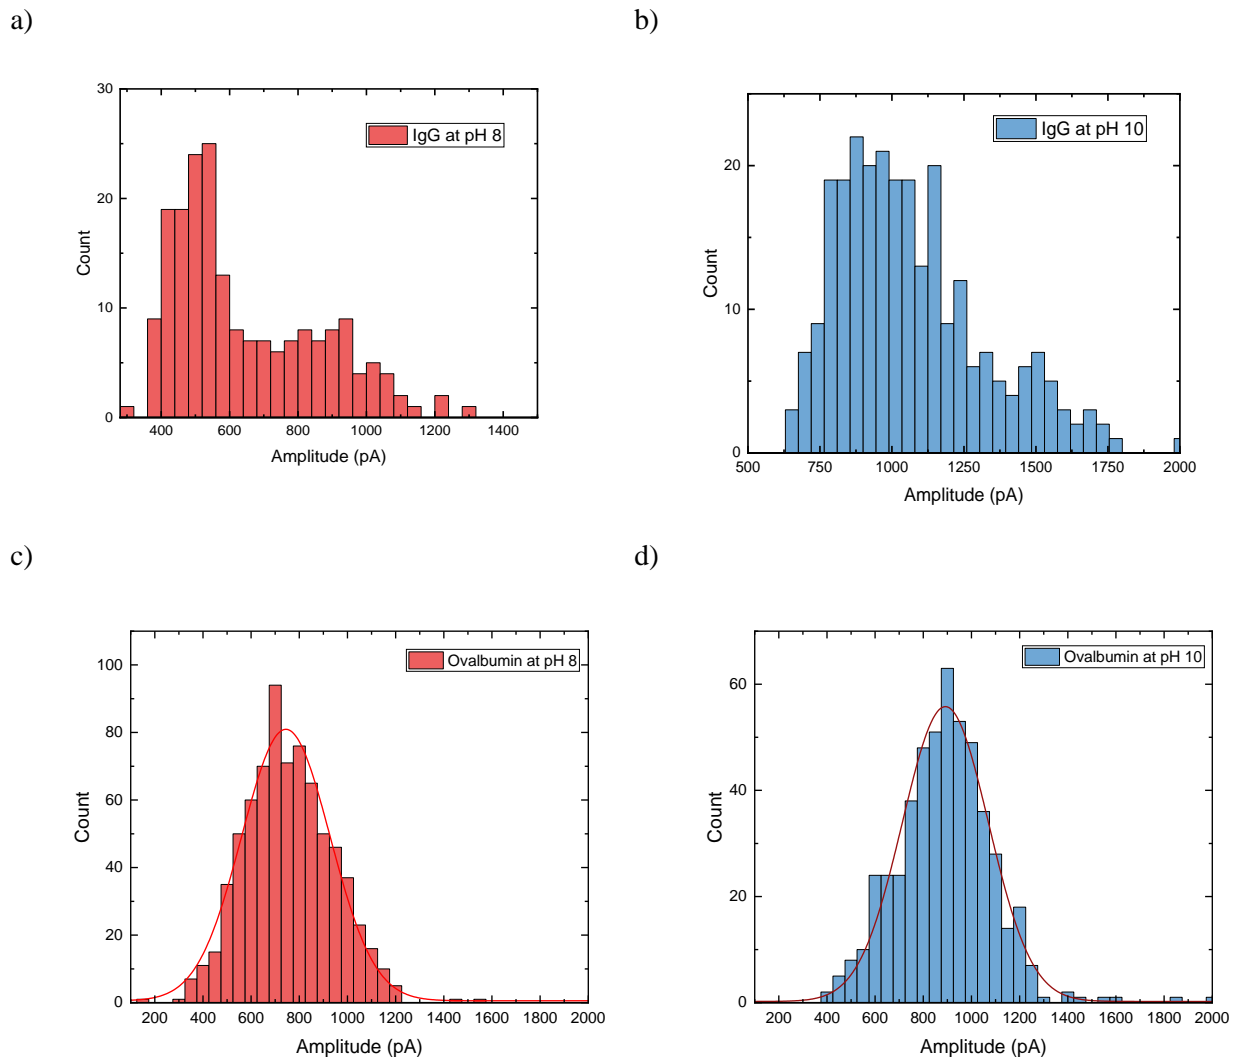 a)
b)
30
20
10
0
Count
IgG at pH 8
400 600 800 1000 1200 1400
Amplitude (pA)
20
10
0
Count
IgG at pH 10
500 750 1000 1250 1500 1750 2000
Amplitude (pA)
c)
d)
100
80
60
40
20
0
Count
Ovalbumin at pH 8
200 400 600 800 1000 1200 1400 1600 1800 2000
Amplitude (pA)
60
40
20
0
Count
Ovalbumin at pH 10
200 400 600 800 1000 1200 1400 1600 1800 2000
Amplitude (pA)